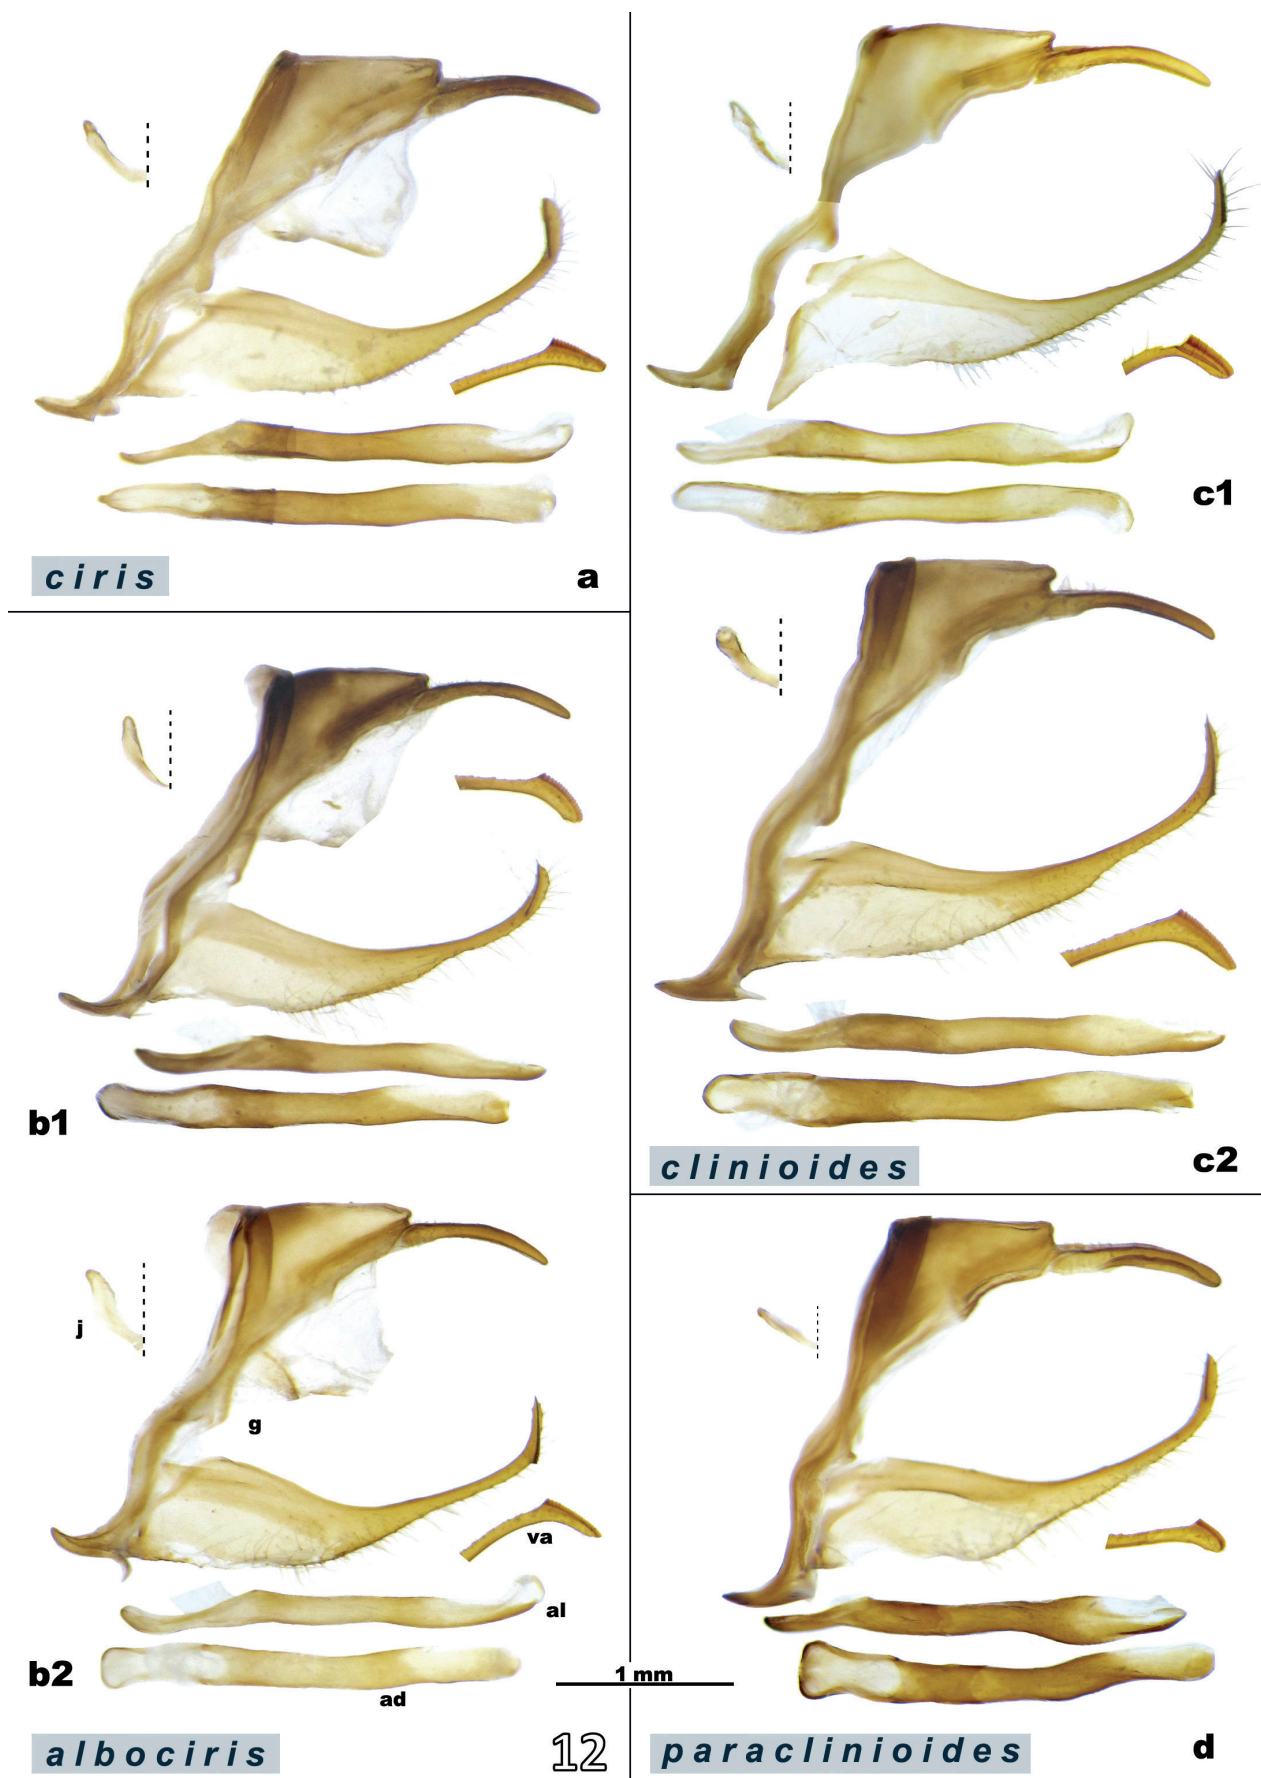 ciris
a
c1
clinioides
c2
b1
j
g
va
al
b2
ad
1 mm
albociris
12
paraclinioides
d